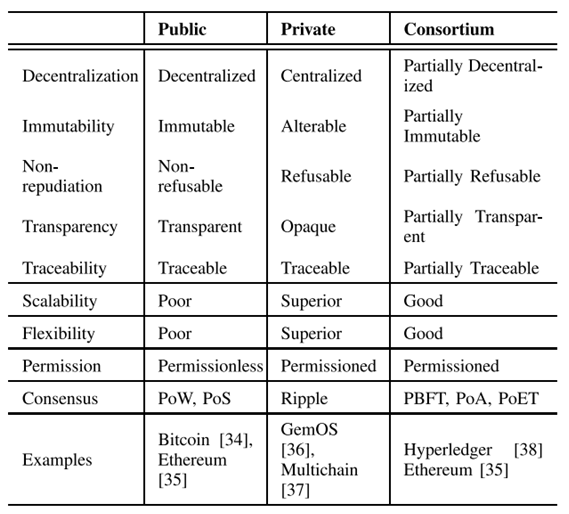 Public Private Consortium
Decentralization Decentralized Centralized Partially Decentral-
ized
Immutability Immutable Alterable Partially
Immutable
Non-
repudiation Non-
refusable Refusable Partially Refusable
Transparency Transparent Opaque Partially Transpar-
ent
Traceability Traceable Traceable Partially Traceable
Scalability Poor Superior Good
Flexibility Poor Superior Good
Permission Permissionless Permissioned Permissioned
Consensus PoW, PoS Ripple PBFT, PoA, PoET
Examples Bitcoin [34],
Ethereum
[35] GemOS
[36],
Multichain
[37] Hyperledger [38]
Ethereum [35]